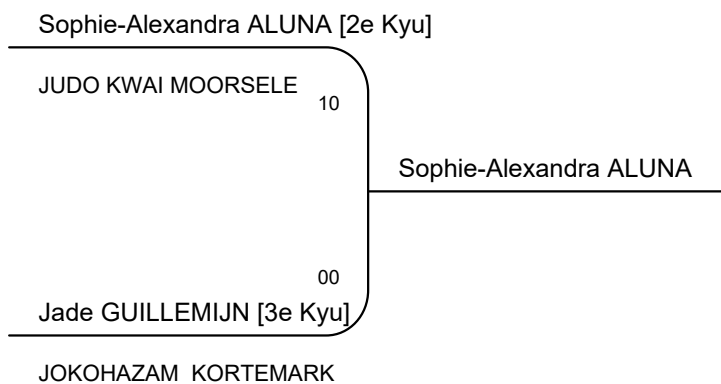 Sophie-Alexandra ALUNA [2e Kyu]
JUDO KWAI MOORSELE
10
Sophie-Alexandra ALUNA
00
Jade GUILLEMIJN [3e Kyu]
JOKOHAZAM KORTEMARK